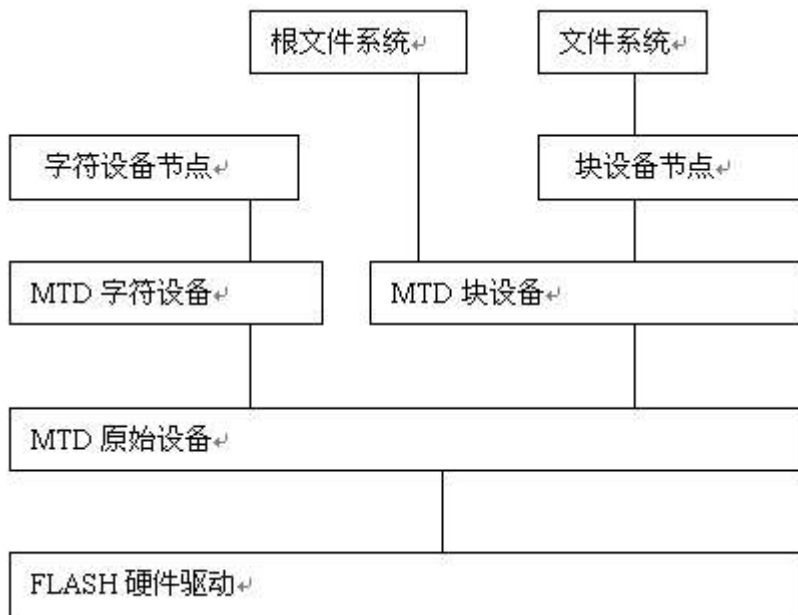 根文件系统↵
文件系统↵
字符设备节点↵
块设备节点↵
MTD 字符设备↵
MTD 块设备↵
MTD 原始设备↵
FLASH 硬件驱动↵